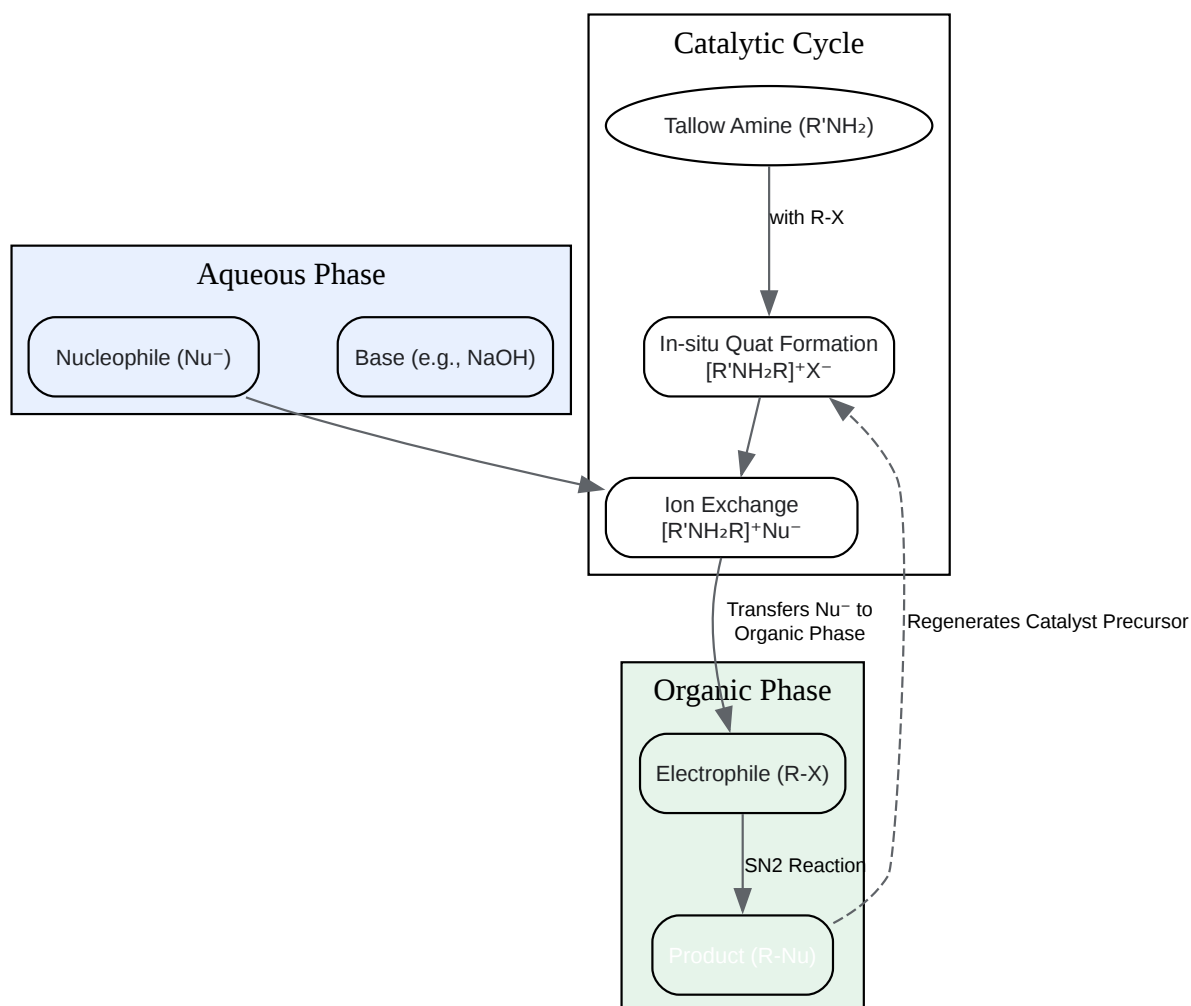 Catalytic Cycle
Tallow Amine (R'NH₂)
with R-X
Aqueous Phase
Nucleophile (Nu⁻)
Base (e.g., NaOH)
In-situ Quat Formation
[R'NH₂R]⁺X⁻
Ion Exchange
[R'NH₂R]⁺Nu⁻
Transfers Nu⁻ to
Organic Phase
Regenerates Catalyst Precursor
Organic Phase
Electrophile (R-X)
SN2 Reaction
Product (R-Nu)